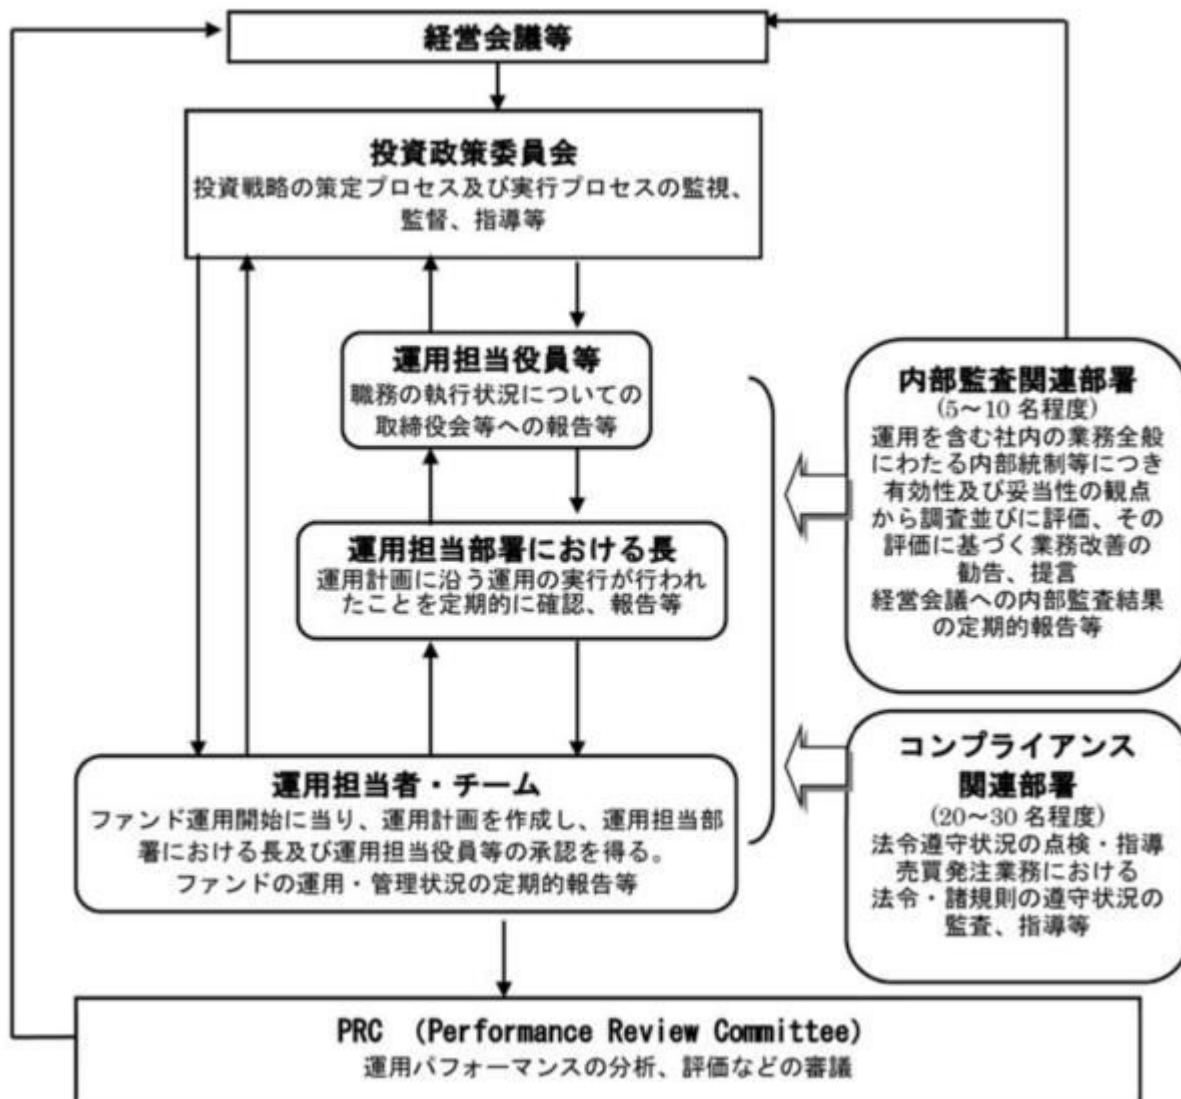 経営会議等
投資政策委員会
投資戦略の策定プロセス及び実行プロセスの監視、
監督、指導等
運用担当役員等
職務の執行状況についての
取締役会等への報告等
運用担当部署における長
運用計画に沿う運用の実行が行われ
たことを定期的に確認、報告等
運用担当者・チーム
ファンド運用開始に当り、運用計画を作成し、運用担当部
署における長及び運用担当役員等の承認を得る。
ファンドの運用・管理状況の定期的報告等
内部監査関連部署
(5～10 名程度)
運用を含む社内の業務全般
にわたる内部統制等につき
有効性及び妥当性の観点
から調査並びに評価、その
評価に基づく業務改善の
勧告、提言
経営会議への内部監査結果
の定期的報告等
コンプライアンス
関連部署
(20～30 名程度)
法令遵守状況の点検・指導
売買発注業務における
法令・諸規則の遵守状況の
監査、指導等
PRC (Performance Review Committee)
運用パフォーマンスの分析、評価などの審議